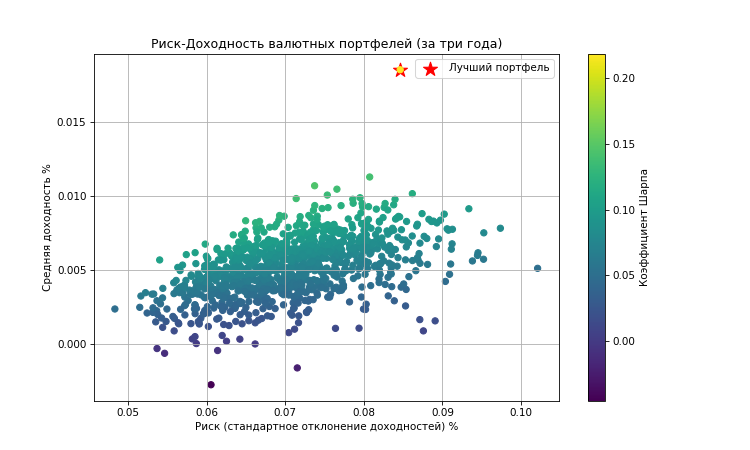 Риск-Доходность валютных портфелей (за три года)
Лучший портфель
Средняя доходность %
0.015
0.010
0.005
0.000
0.05 0.06 0.07 0.08 0.09 0.10
Риск (стандартное отклонение доходностей) %
0.20
0.15
0.10
0.05
0.00
Коэффициент Шарпа